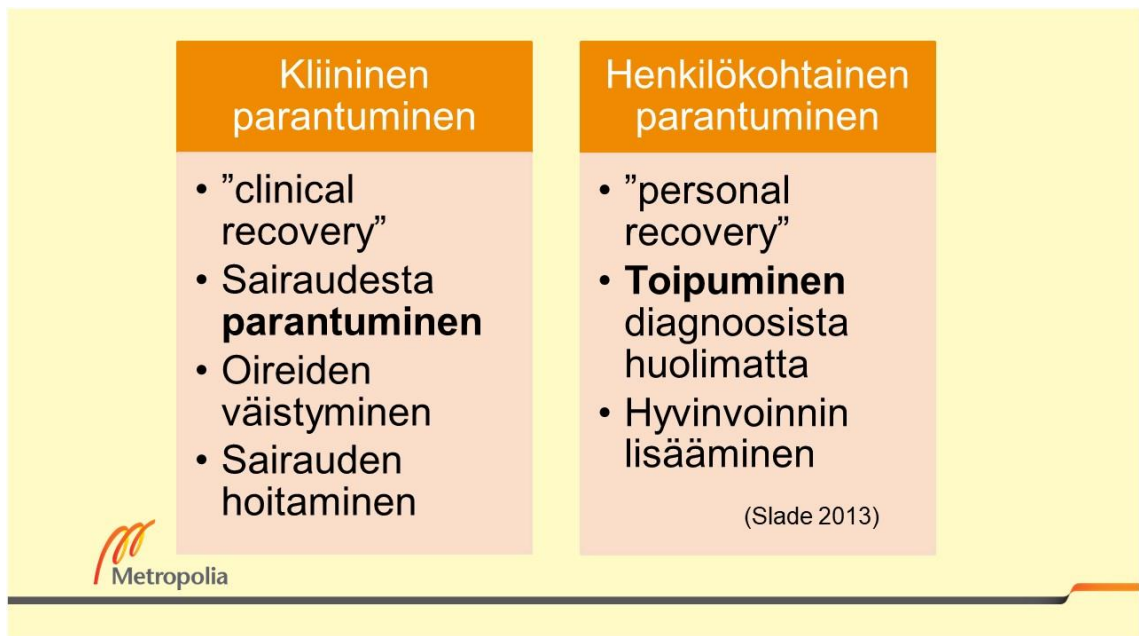 Kliininen
parantuminen
• ”clinical
recovery”
• Sairaudesta
parantuminen
• Oireiden
väistyminen
• Sairauden
hoitaminen
Henkilökohtainen
parantuminen
• ”personal
recovery”
• Toipuminen
diagnoosista
huolimatta
• Hyvinvoinnin
lisääminen
(Slade 2013)
Metropolia